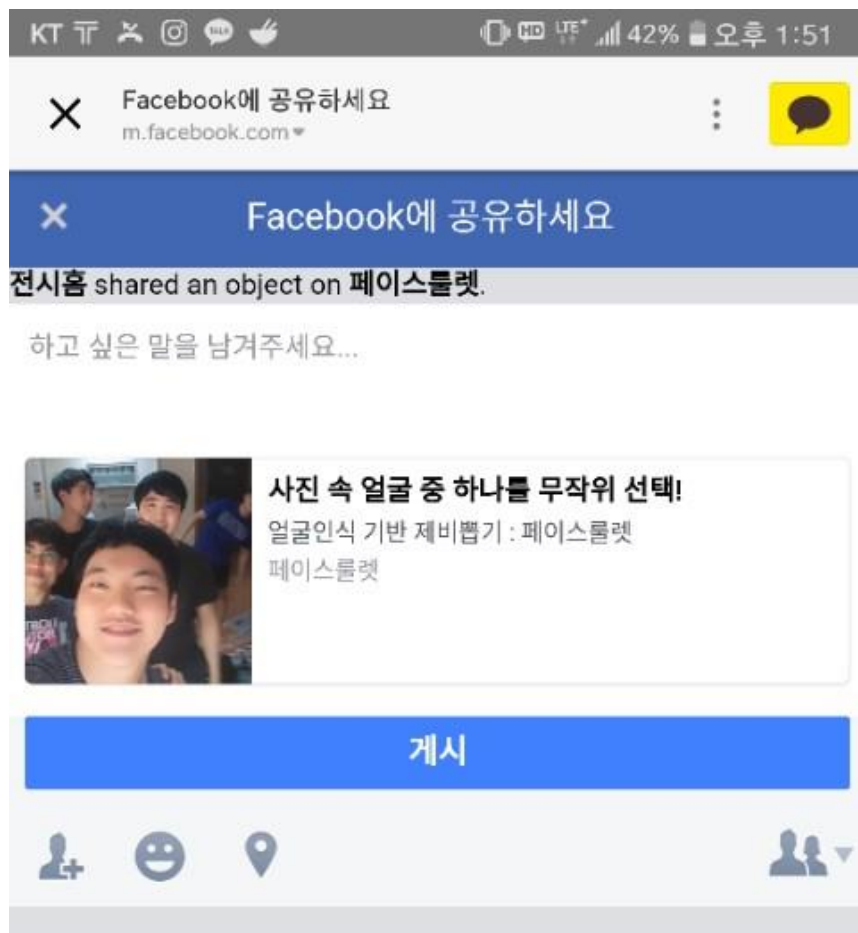 KT HD LTE+ 42% 오후 1:51
Facebook에 공유하세요
m.facebook.com
Facebook에 공유하세요
전시홈 shared an object on 페이스룰렛.
하고 싶은 말을 남겨주세요...
사진 속 얼굴 중 하나를 무작위 선택!
얼굴인식 기반 제비뽑기 : 페이스룰렛
페이스룰렛
게시